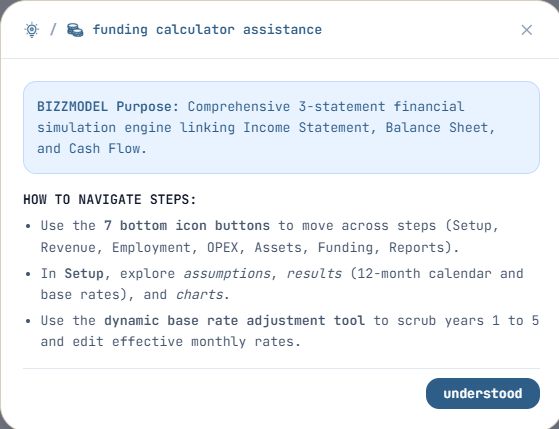 / funding calculator assistance ×
BIZZMODEL Purpose: Comprehensive 3-statement financial
simulation engine linking Income Statement, Balance Sheet,
and Cash Flow.
HOW TO NAVIGATE STEPS:
• Use the 7 bottom icon buttons to move across steps (Setup,
Revenue, Employment, OPEX, Assets, Funding, Reports).
• In Setup, explore assumptions, results (12-month calendar and
base rates), and charts.
• Use the dynamic base rate adjustment tool to scrub years 1 to 5
and edit effective monthly rates.
understood